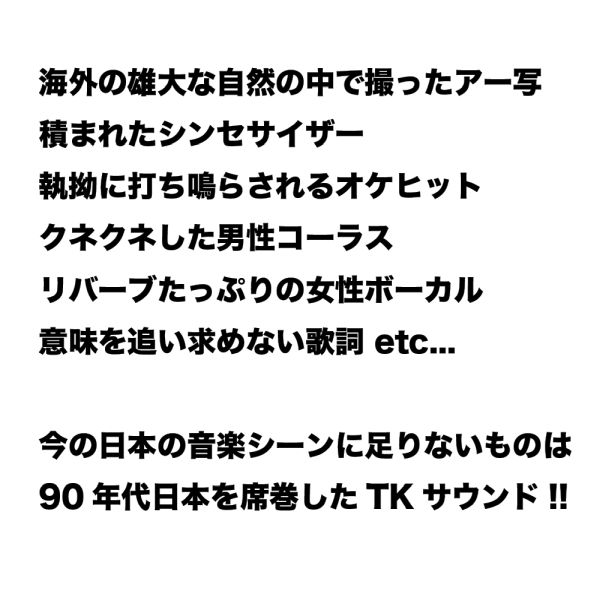 海外の雄大な自然の中で撮ったアー写
積まれたシンセサイザー
執拗に打ち鳴らされるオケヒット
クネクネした男性コーラス
リバーブたっぷりの女性ボーカル
意味を追い求めない歌詞 etc...
今の日本の音楽シーンに足りないものは
90年代日本を席巻したTKサウンド!!